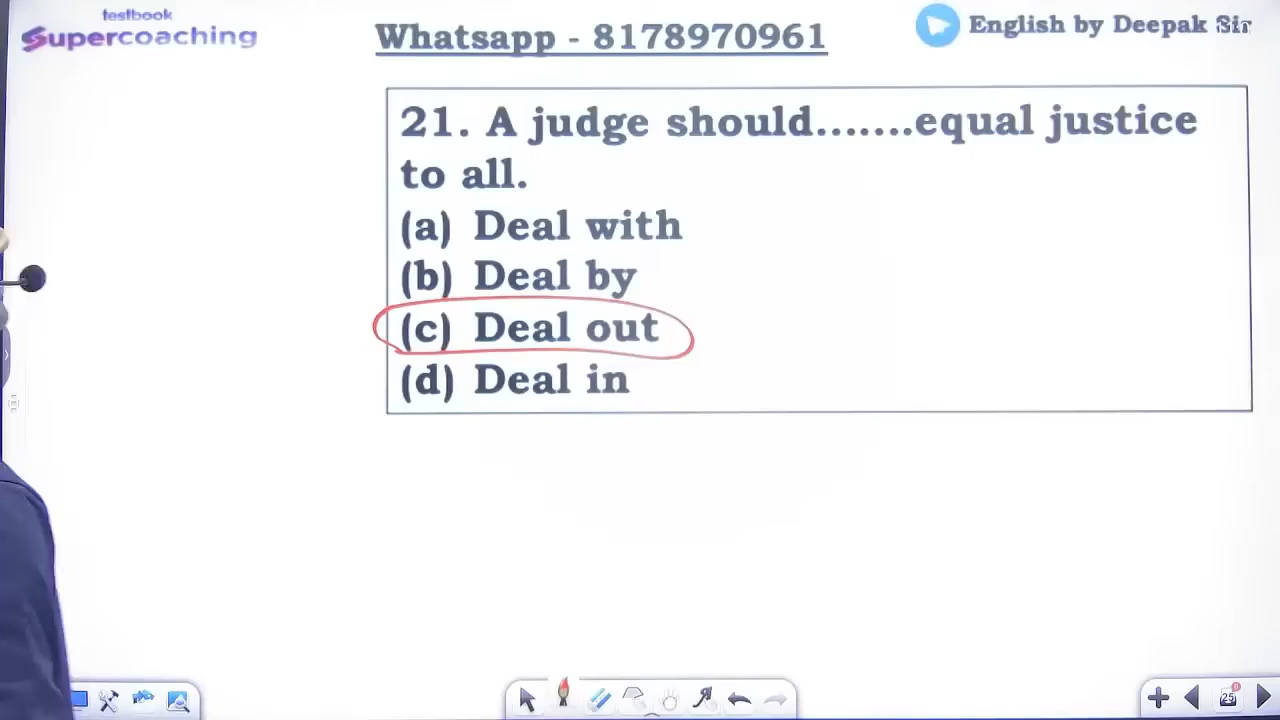 testbook
Supercoaching
Whatsapp - 8178970961
English by Deepak Sir
21. A judge should.......equal justice
to all.
(a) Deal with
(b) Deal by
(c) Deal out
(d) Deal in
25